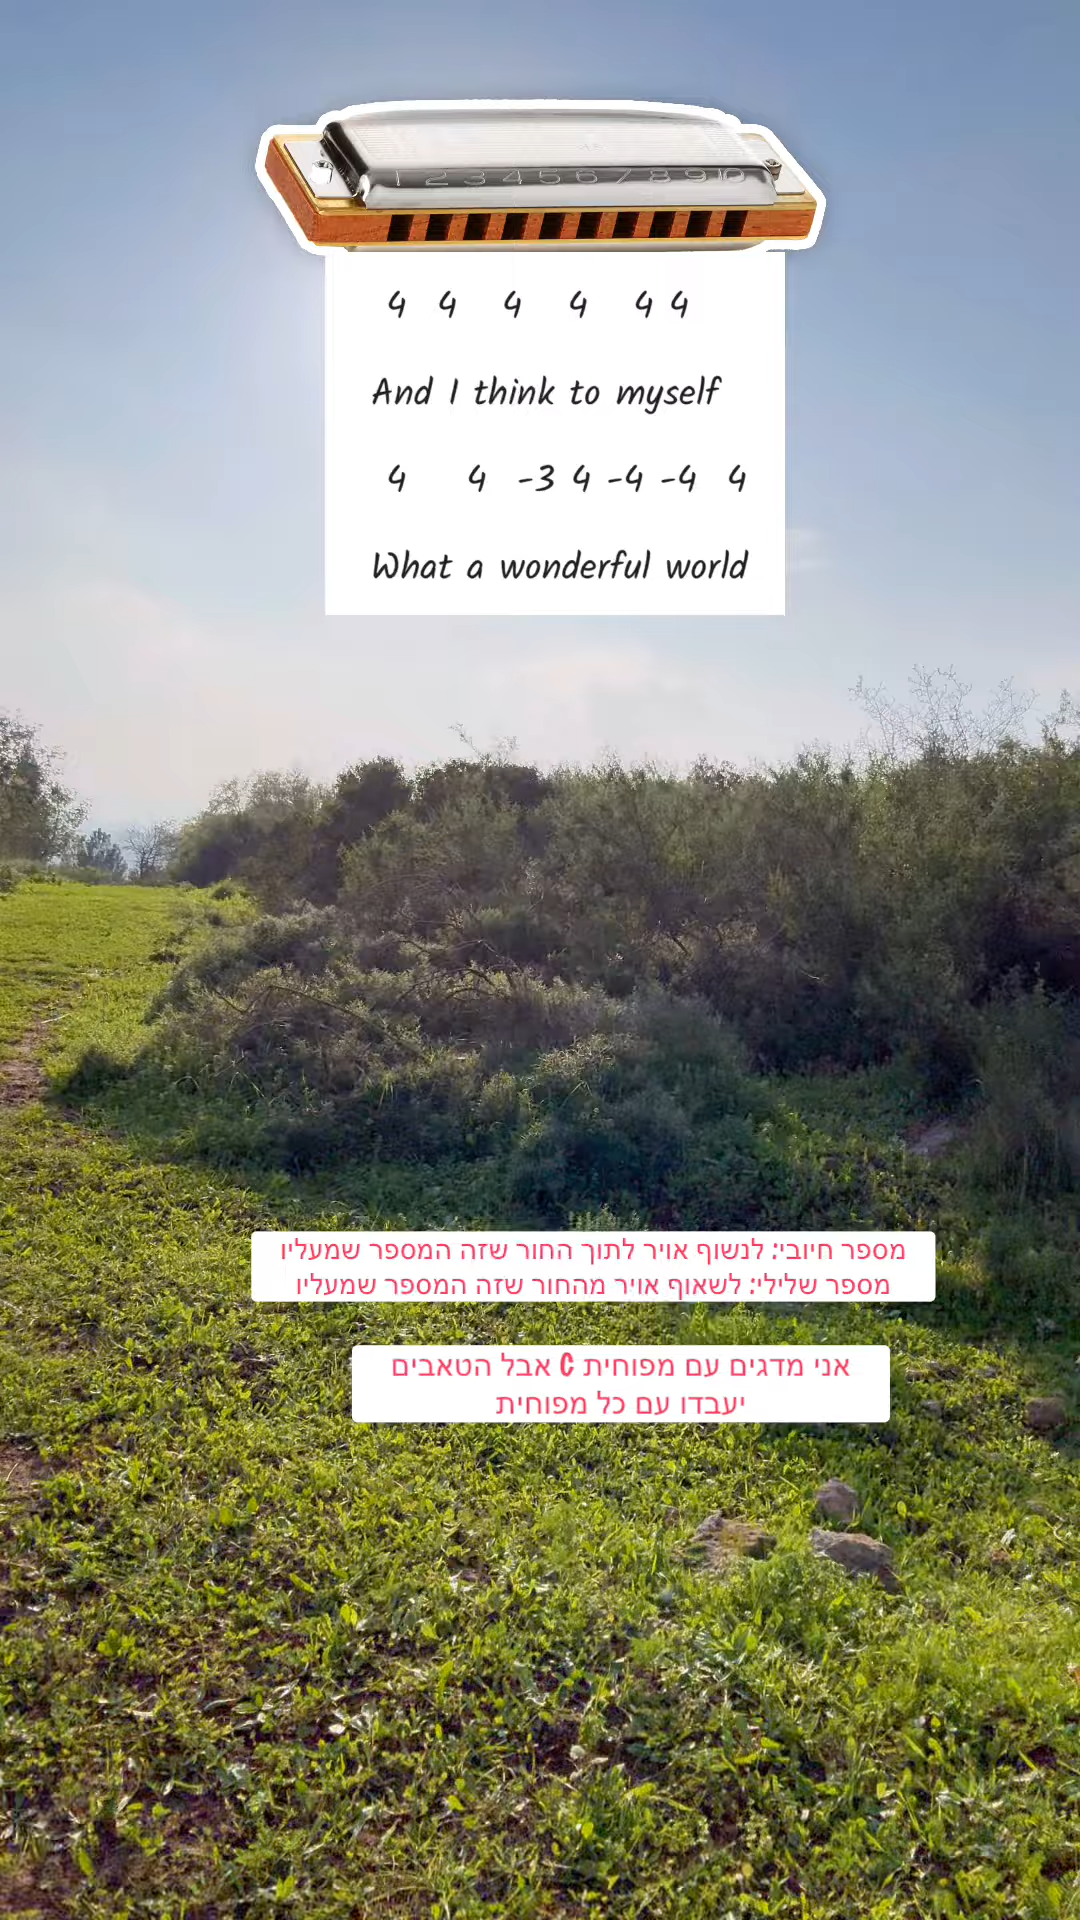 1 2 3 4 5 6 7 8 9 10
4 4 4 4 4 4
And I think to myself
4 4 -3 4 -4 -4 4
What a wonderful world
מספר חיובי: לנשוף אויר לתוך החור שזה המספר שמעליו
מספר שלילי: לשאוף אויר מהחור שזה המספר שמעליו
אני מדגים עם מפוחית C אבל הטאבים
יעבדו עם כל מפוחית